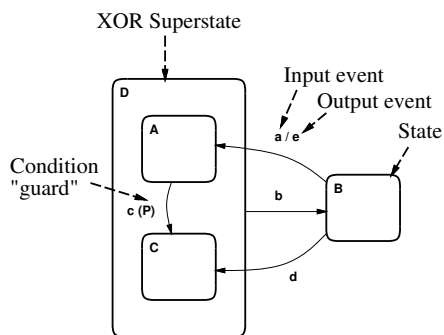 XOR Superstate
Input event
Output event
D
A
a / e
State
Condition
"guard"
B
b
c (P)
C
d